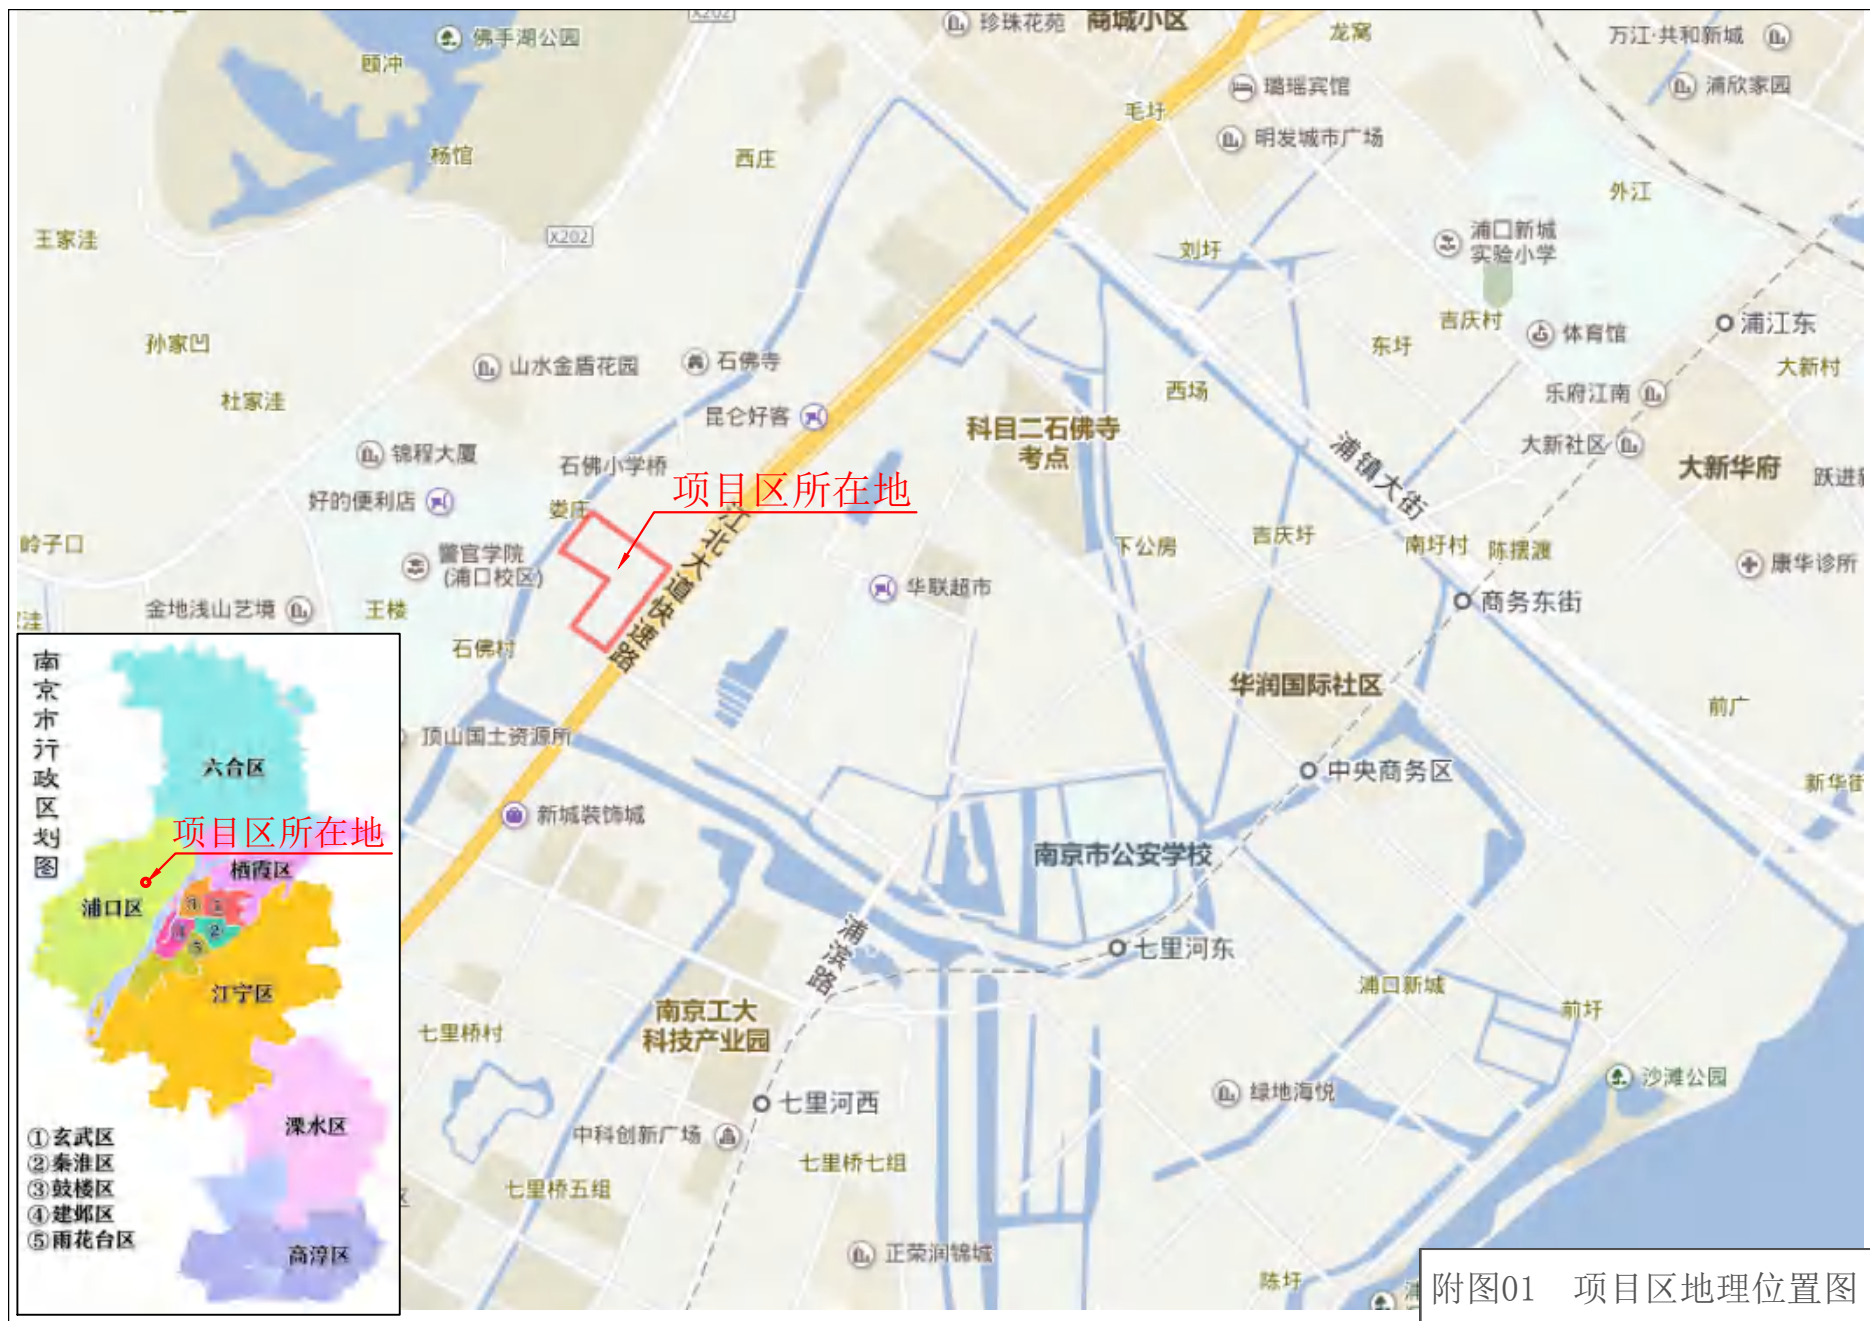 X202
佛手湖公园
珍珠花苑
商城小区
龙窝
万江·共和新城
顾冲
璐瑶宾馆
浦欣家园
毛圩
明发城市广场
杨馆
西庄
外江
王家洼
X202
刘圩
浦口新城
实验小学
吉庆村
浦江东
孙家凹
体育馆
东圩
山水金盾花园
石佛寺
大新村
杜家洼
西场
乐府江南
昆仑好客
科目二石佛寺
考点
浦镇大街
大新社区
大新华府
跃进
锦程大厦
石佛小学桥
项目区所在地
好的便利店
娄庄
江北大道快速路
岭子口
警官学院
(浦口校区)
下公房
吉庆圩
南圩村
陈摆渡
康华诊所
华联超市
商务东街
金地浅山艺境
王楼
洼
石佛村
华润国际社区
前广
顶山国土资源所
中央商务区
新华街
新城装饰城
南京市公安学校
浦滨路
七里河东
浦口新城
前圩
南京工大
科技产业园
七里桥村
沙滩公园
绿地海悦
七里河西
中科创新广场
七里桥七组
七里桥五组
区
正荣润锦城
陈圩
南京市行政区划图
六合区
项目区所在地
栖霞区
浦口区
③
①
④
②
⑤
江宁区
溧水区
①玄武区
②秦淮区
③鼓楼区
④建邺区
⑤雨花台区
高淳区
附图01 项目区地理位置图